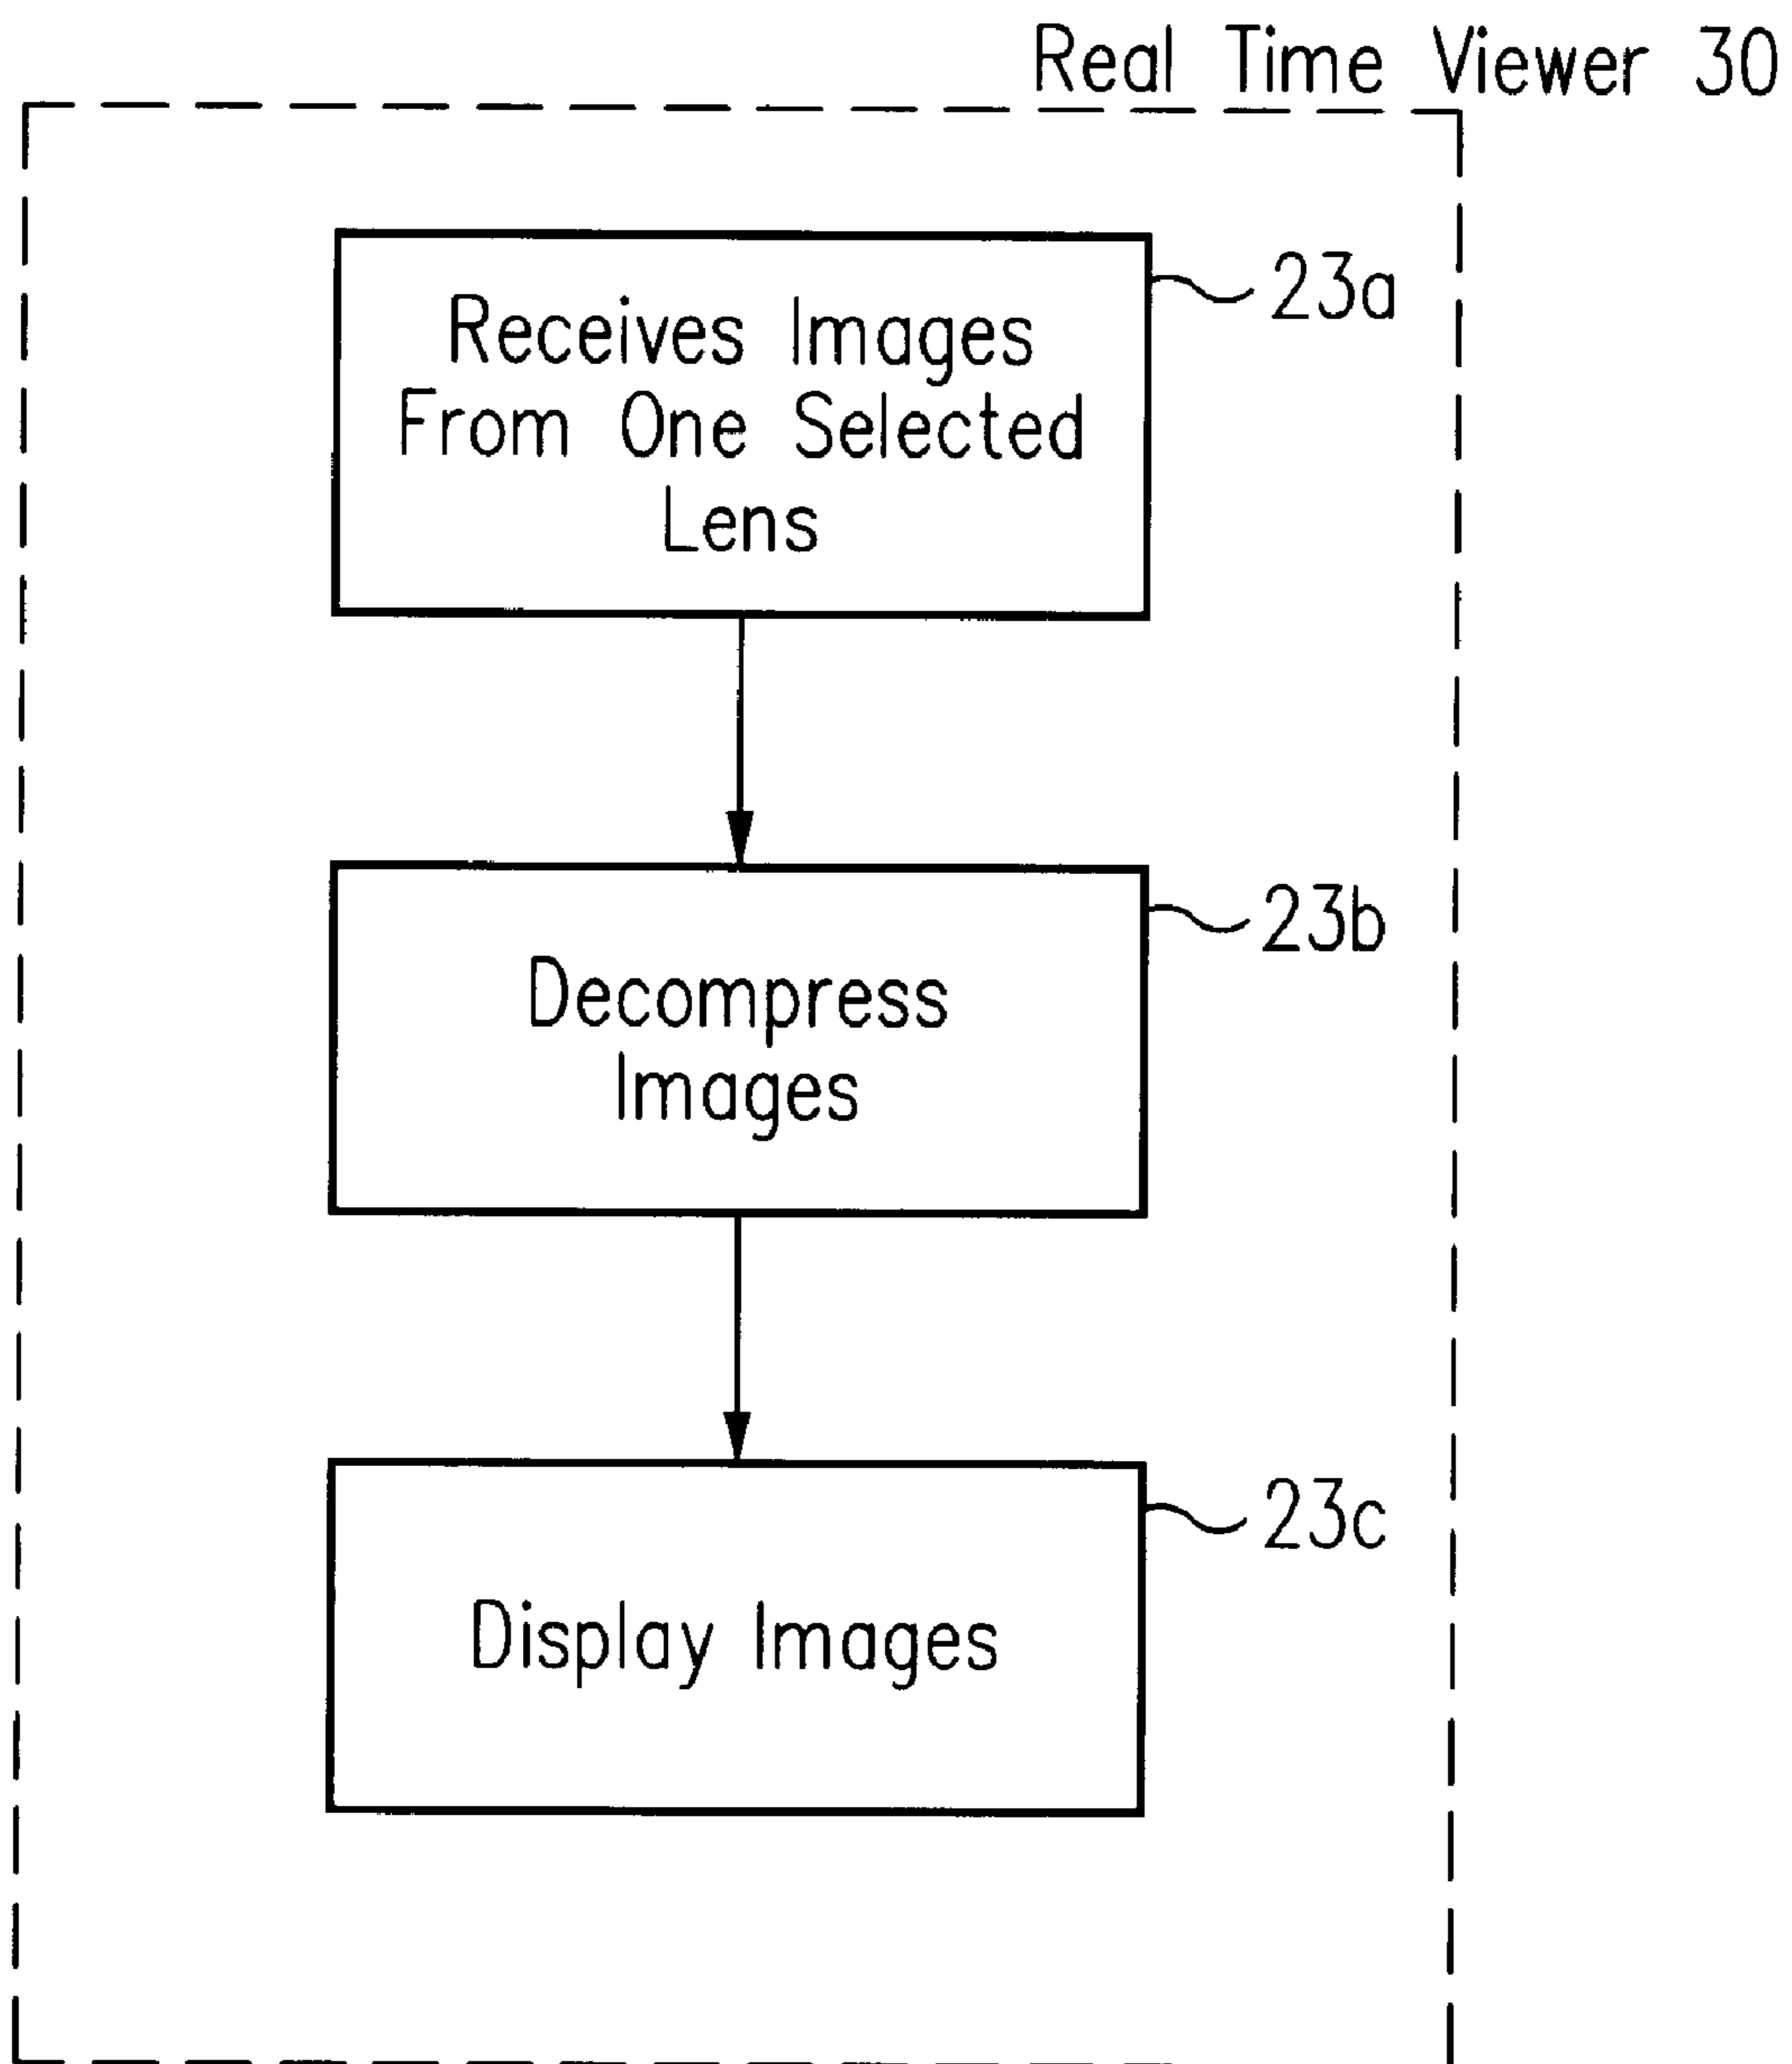 Real Time Viewer 30
Receives Images
From One Selected
Lens
23a
Decompress
Images
23b
Display Images
23c